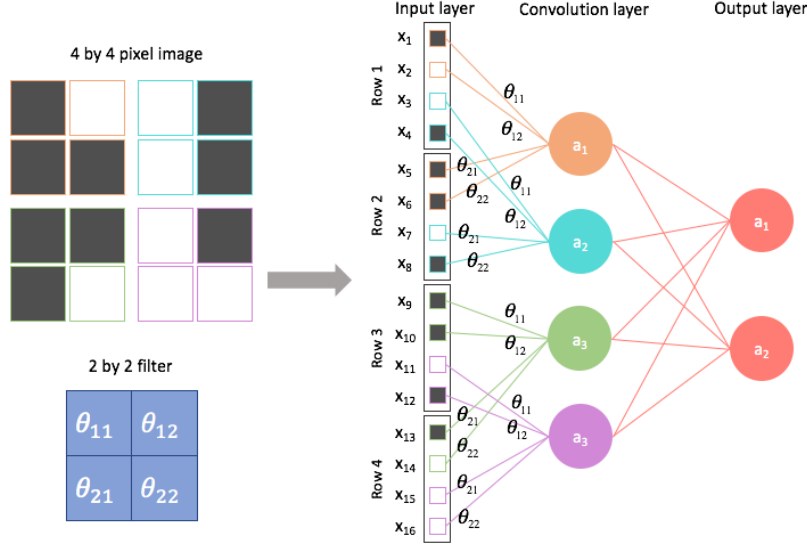 Input layer
Convolution layer
Output layer
4 by 4 pixel image
Row 1
x1
x2
x3
x4
Row 2
x5
x6
x7
x8
Row 3
x9
x10
x11
x12
Row 4
x13
x14
x15
x16
θ11
θ12
θ21
θ22
θ11
θ12
θ21
θ22
θ11
θ12
θ21
θ22
θ11
θ12
θ21
θ22
a1
a2
a3
a3
a1
a2
2 by 2 filter
θ11 θ12
θ21 θ22